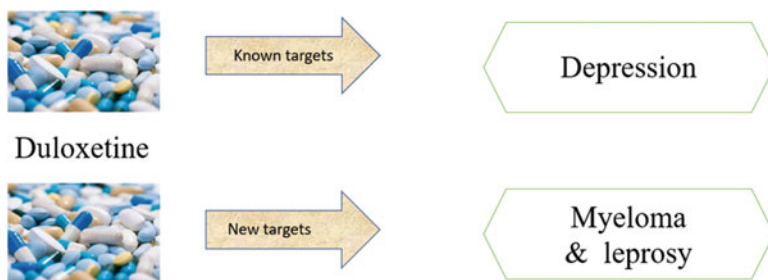 Known targets
Depression
Duloxetine
New targets
Myeloma
& leprosy